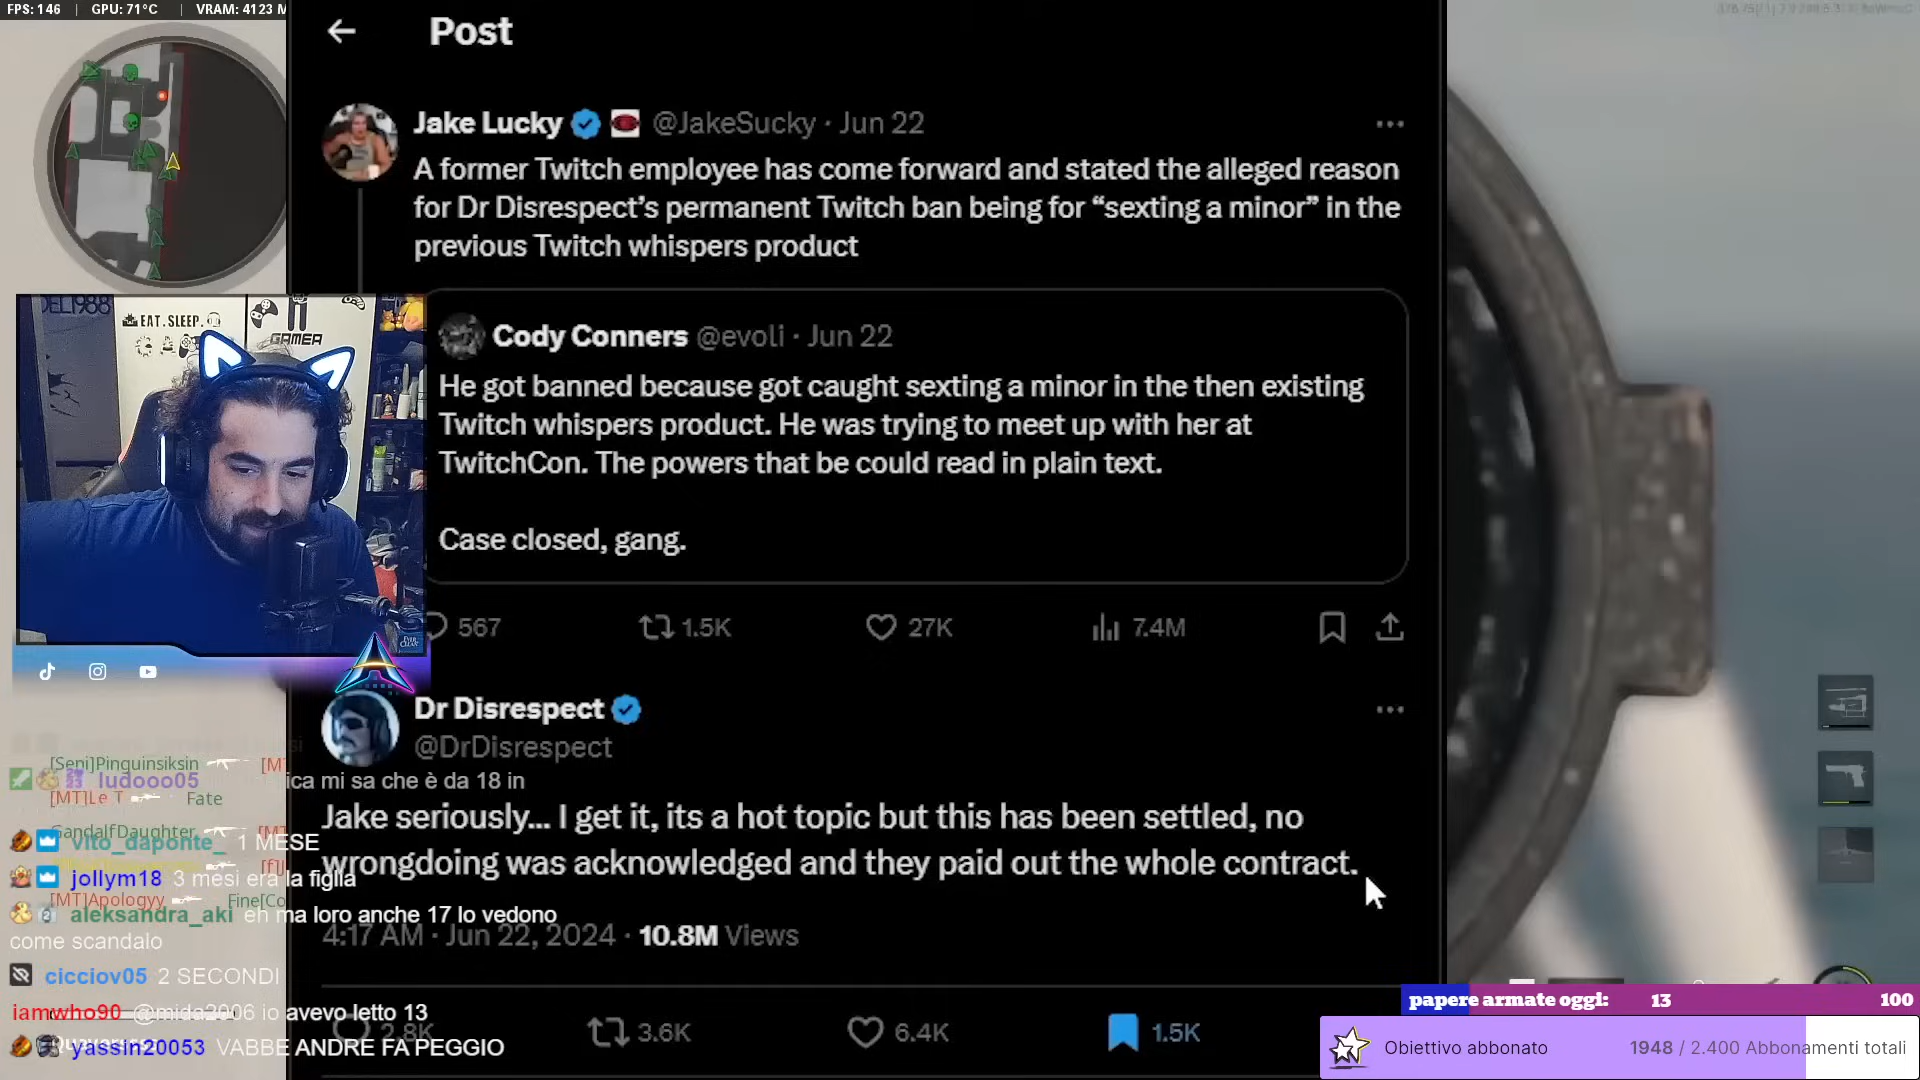 FPS: 146 | GPU: 71°C | VRAM: 4123 M
Post
Jake Lucky @JakeSucky · Jun 22
A former Twitch employee has come forward and stated the alleged reason
for Dr Disrespect’s permanent Twitch ban being for “sexting a minor” in the
previous Twitch whispers product
Cody Conners @evoli · Jun 22
He got banned because got caught sexting a minor in the then existing
Twitch whispers product. He was trying to meet up with her at
TwitchCon. The powers that be could read in plain text.
Case closed, gang.
567 1.5K 27K 7.4M
EAT.SLEEP.
GAMER
Dr Disrespect
@DrDisrespect
Jake seriously... I get it, its a hot topic but this has been settled, no
wrongdoing was acknowledged and they paid out the whole contract.
4:17 AM · Jun 22, 2024 · 10.8M Views
2.8K 3.6K 6.4K 1.5K
[Seni]Pinguinsiksin [M
ludooo05 ica mi sa che è da 18 in
[MT]Le T Fate
GandalfDaughter
vito_daponte_ 1 MESE
jollym18 3 mesi era la figlia
[MT]Apologyy Fine[Co
aleksandra_aki eh ma loro anche 17 lo vedono
come scandalo
cicciov05 2 SECONDI
iamwho90 @mida2006 io avevo letto 13
yassin20053 VABBE ANDRE FA PEGGIO
papere armate oggi: 13 100
Obiettivo abbonato 1948 / 2.400 Abbonamenti totali